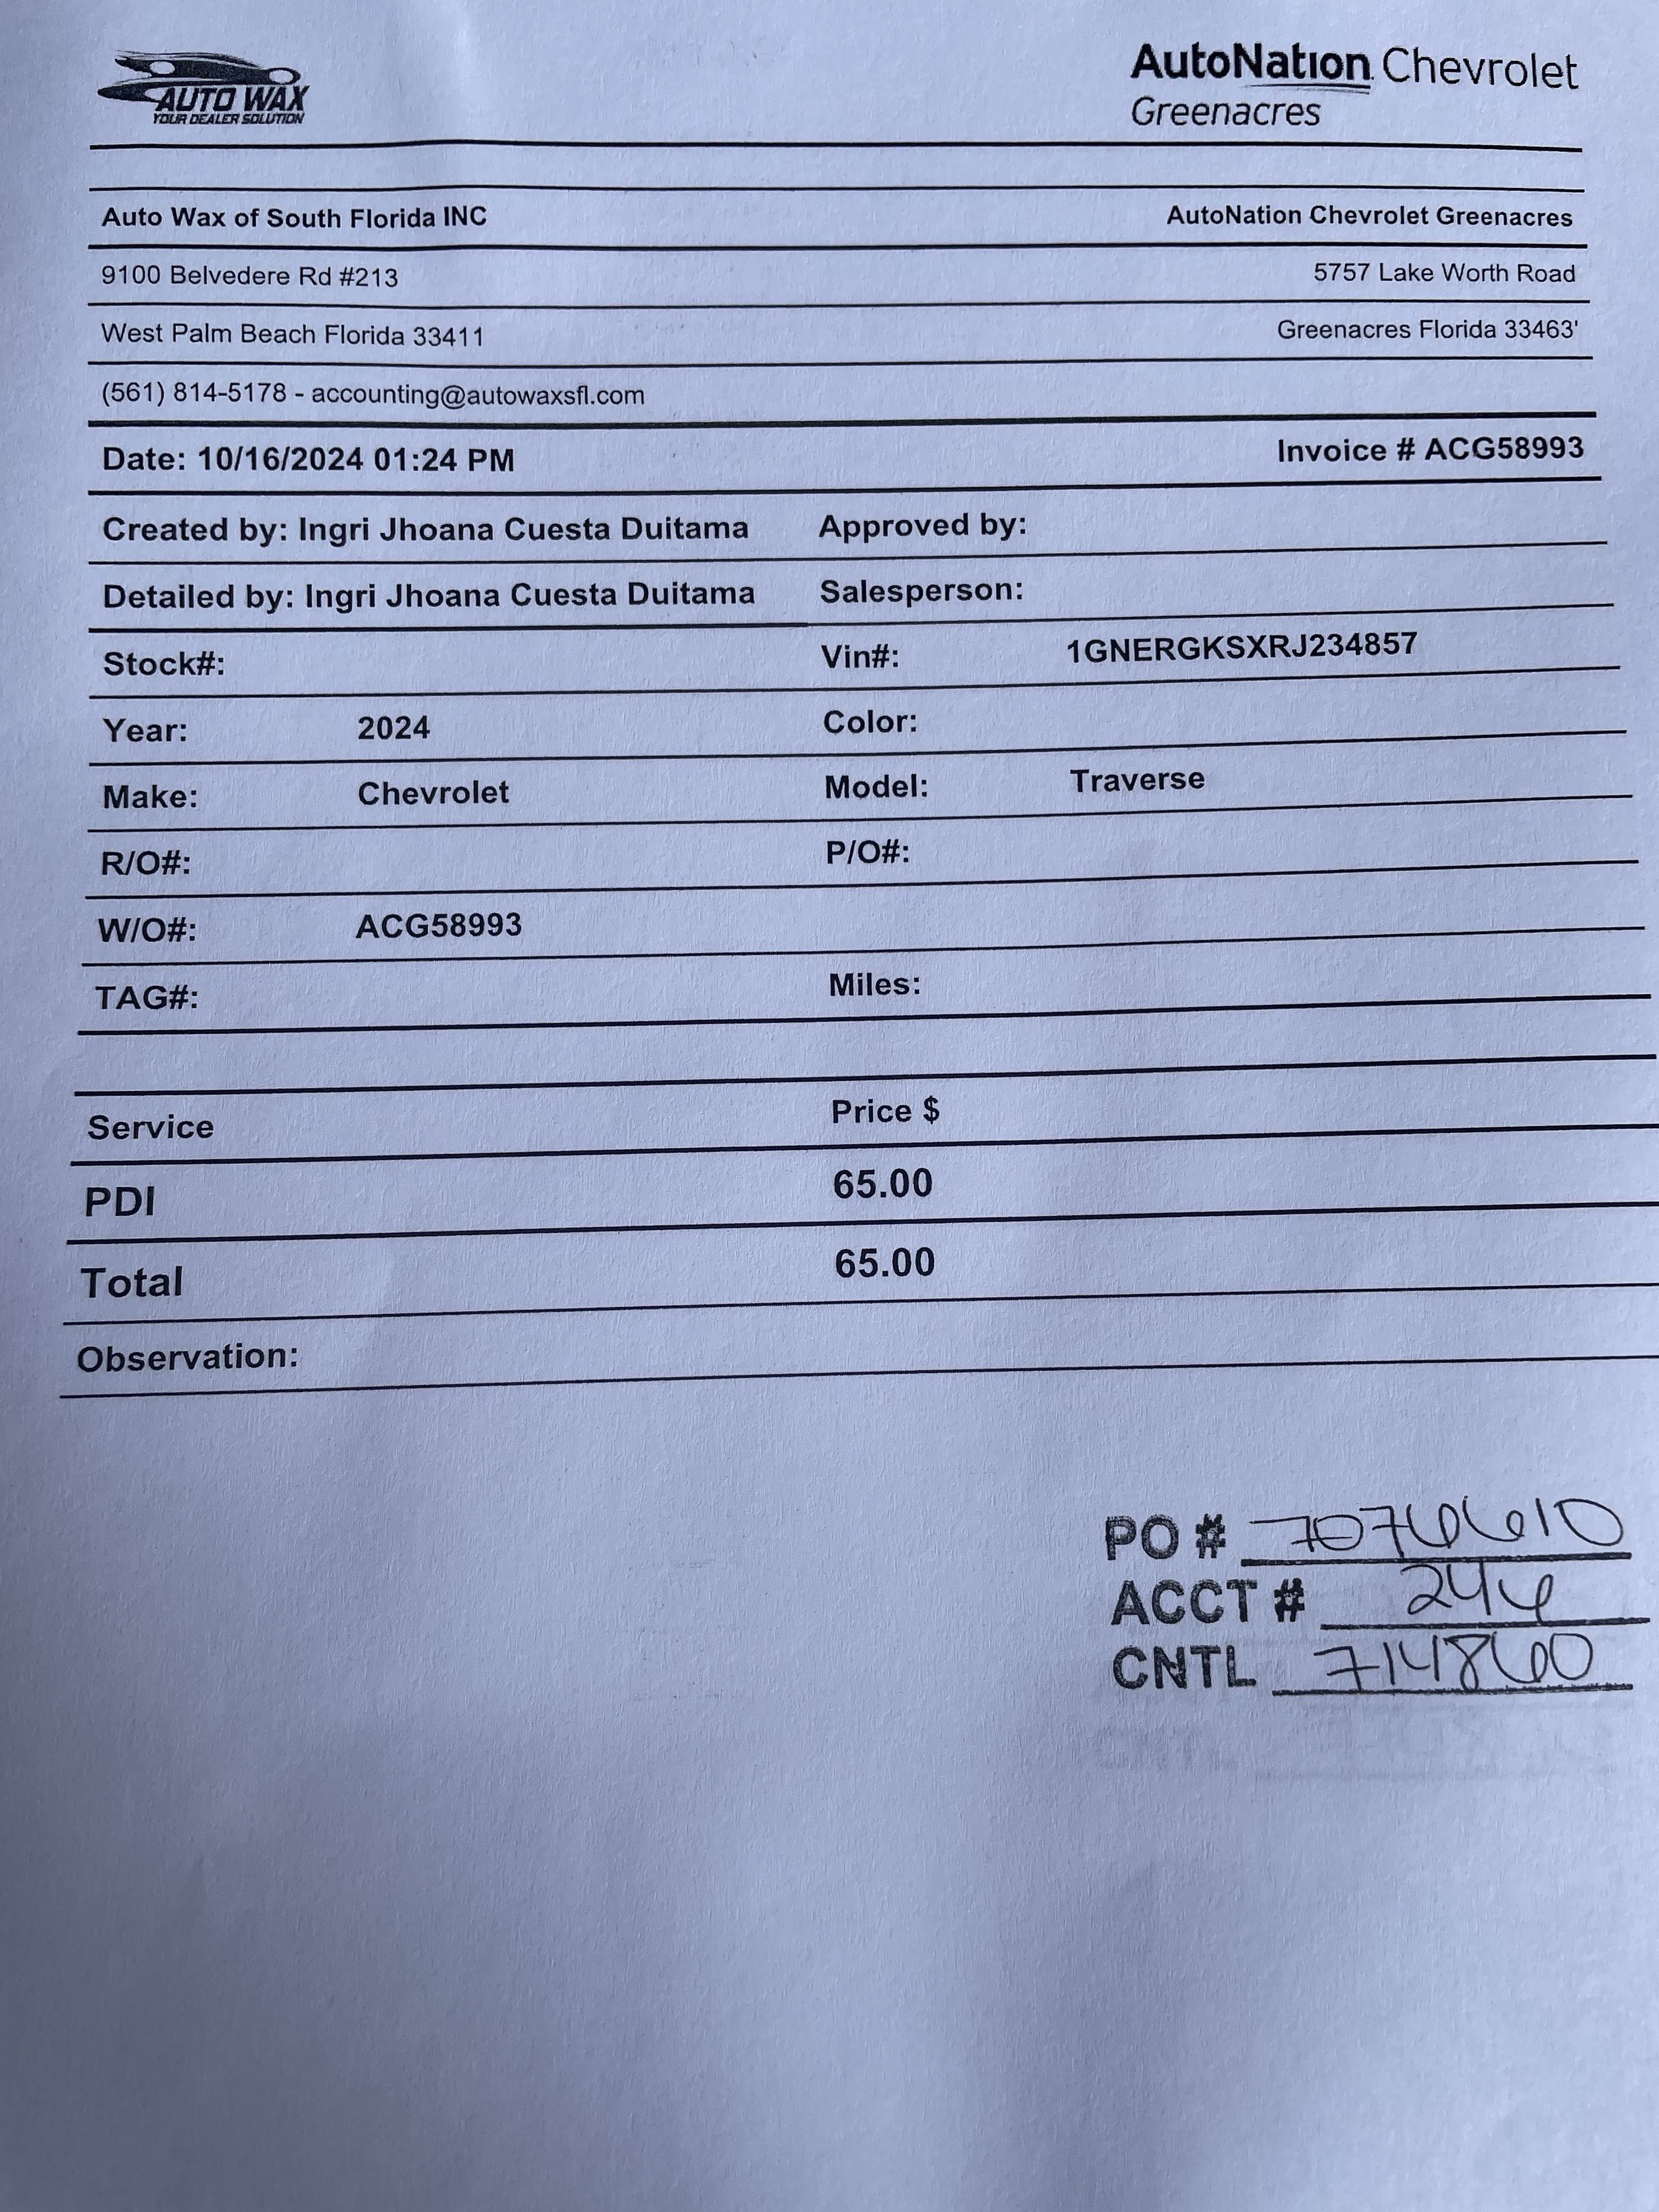 AUTO WAX
YOUR DEALER SOLUTION
AutoNation Chevrolet
Greenacres
Auto Wax of South Florida INC
AutoNation Chevrolet Greenacres
9100 Belvedere Rd #213
5757 Lake Worth Road
West Palm Beach Florida 33411
Greenacres Florida 33463'
(561) 814-5178 - accounting@autowaxsfl.com
Date: 10/16/2024 01:24 PM
Invoice # ACG58993
Created by: Ingri Jhoana Cuesta Duitama Approved by:
Detailed by: Ingri Jhoana Cuesta Duitama Salesperson:
Stock#: Vin#: 1GNERGKSXRJ234857
Year: 2024 Color:
Make: Chevrolet Model: Traverse
R/O#: P/O#:
W/O#: ACG58993
TAG#: Miles:
Service Price $
PDI 65.00
Total 65.00
Observation:
PO # 7076610
ACCT # 246
CNTL 714860
CNTL